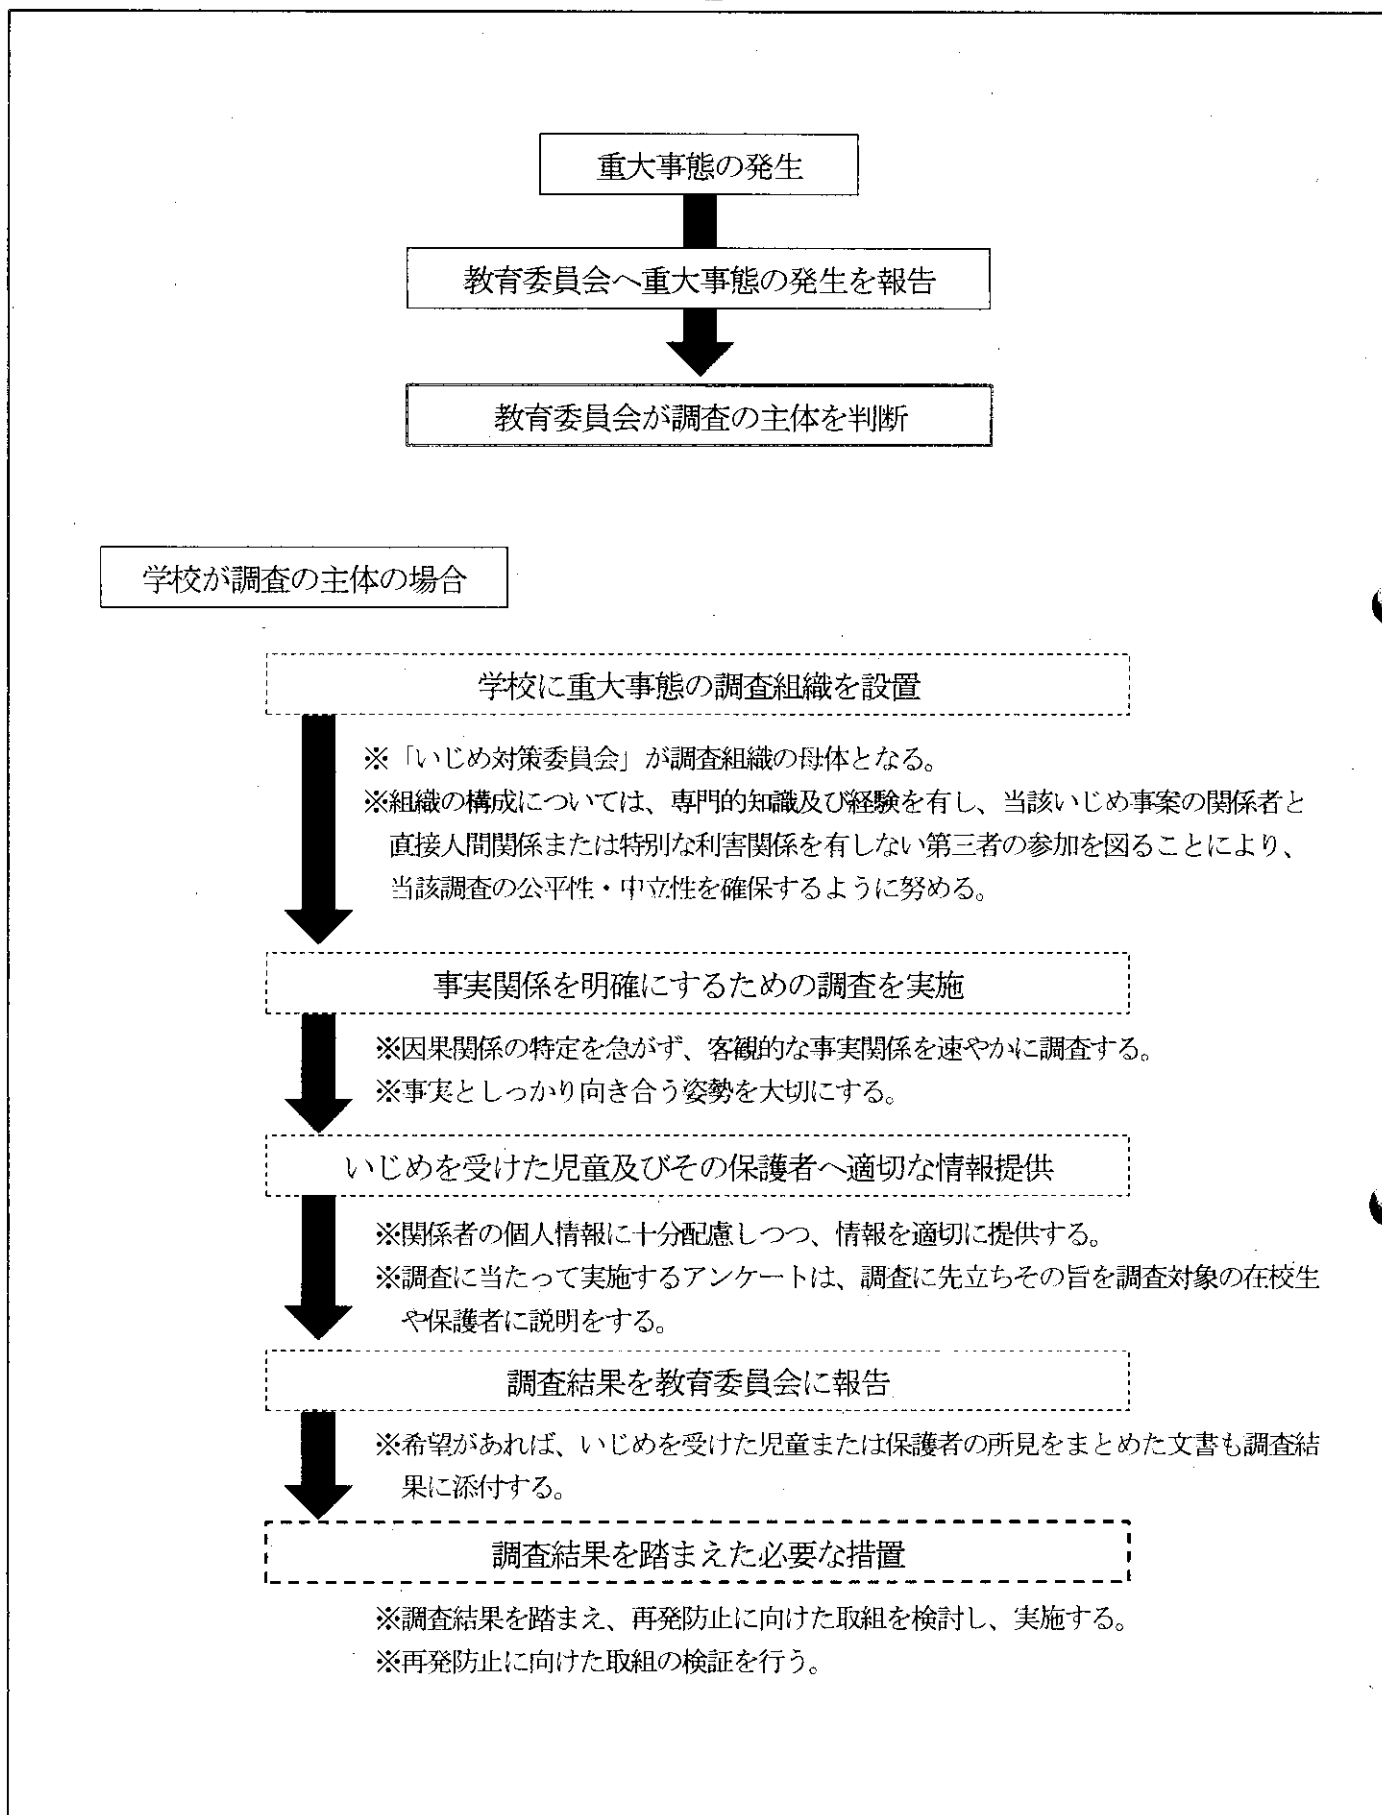 重大事態の発生
教育委員会へ重大事態の発生を報告
教育委員会が調査の主体を判断
学校が調査の主体の場合
学校に重大事態の調査組織を設置
※「いじめ対策委員会」が調査組織の母体となる。
※組織の構成については、専門的知識及び経験を有し、当該いじめ事案の関係者と
直接人間関係または特別な利害関係を有しない第三者の参加を図ることにより、
当該調査の公平性・中立性を確保するように努める。
事実関係を明確にするための調査を実施
※因果関係の特定を急がず、客観的な事実関係を速やかに調査する。
※事実としっかり向き合う姿勢を大切にする。
いじめを受けた児童及びその保護者へ適切な情報提供
※関係者の個人情報に十分配慮しつつ、情報を適切に提供する。
※調査に当たって実施するアンケートは、調査に先立ちその旨を調査対象の在校生
や保護者に説明をする。
調査結果を教育委員会に報告
※希望があれば、いじめを受けた児童または保護者の所見をまとめた文書も調査結
果に添付する。
調査結果を踏まえた必要な措置
※調査結果を踏まえ、再発防止に向けた取組を検討し、実施する。
※再発防止に向けた取組の検証を行う。